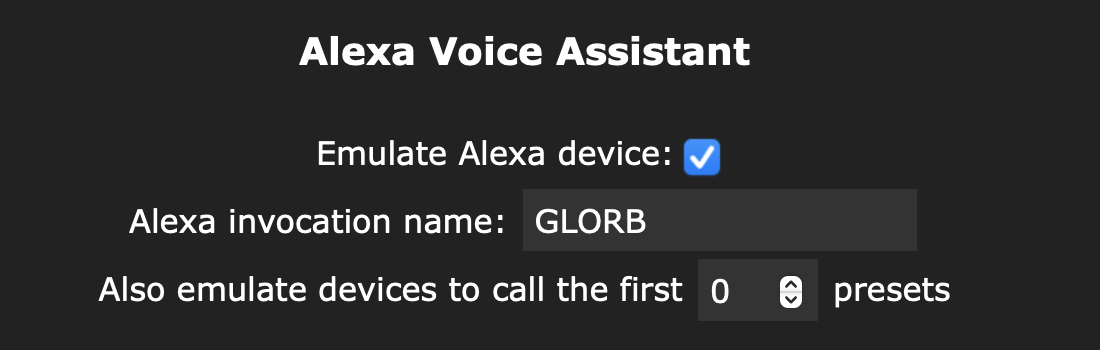 Alexa Voice Assistant
Emulate Alexa device:
Alexa invocation name: GLORB
Also emulate devices to call the first 0 presets